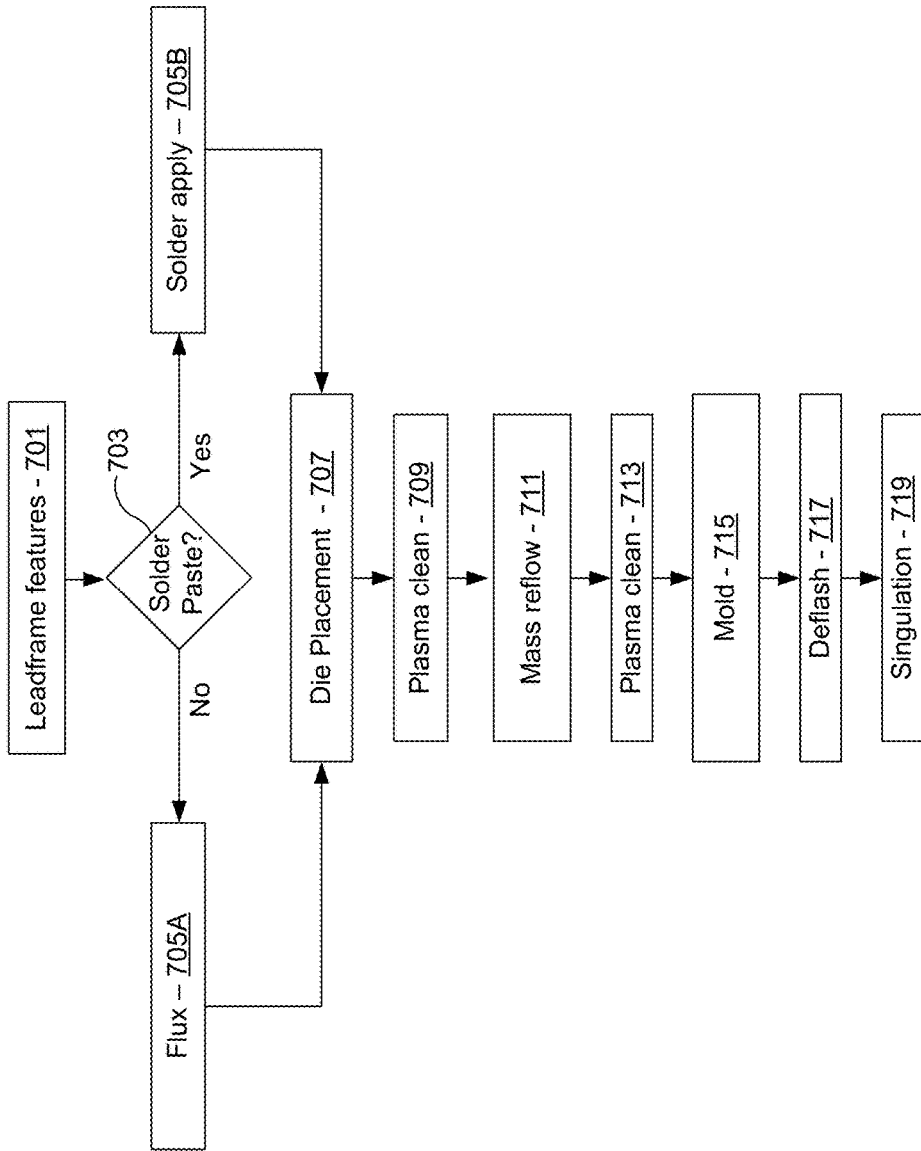 Leadframe features - 701
703
Solder
Paste?
No
Yes
Flux – 705A
Solder apply – 705B
Die Placement - 707
Plasma clean - 709
Mass reflow - 711
Plasma clean - 713
Mold - 715
Deflash - 717
Singulation - 719